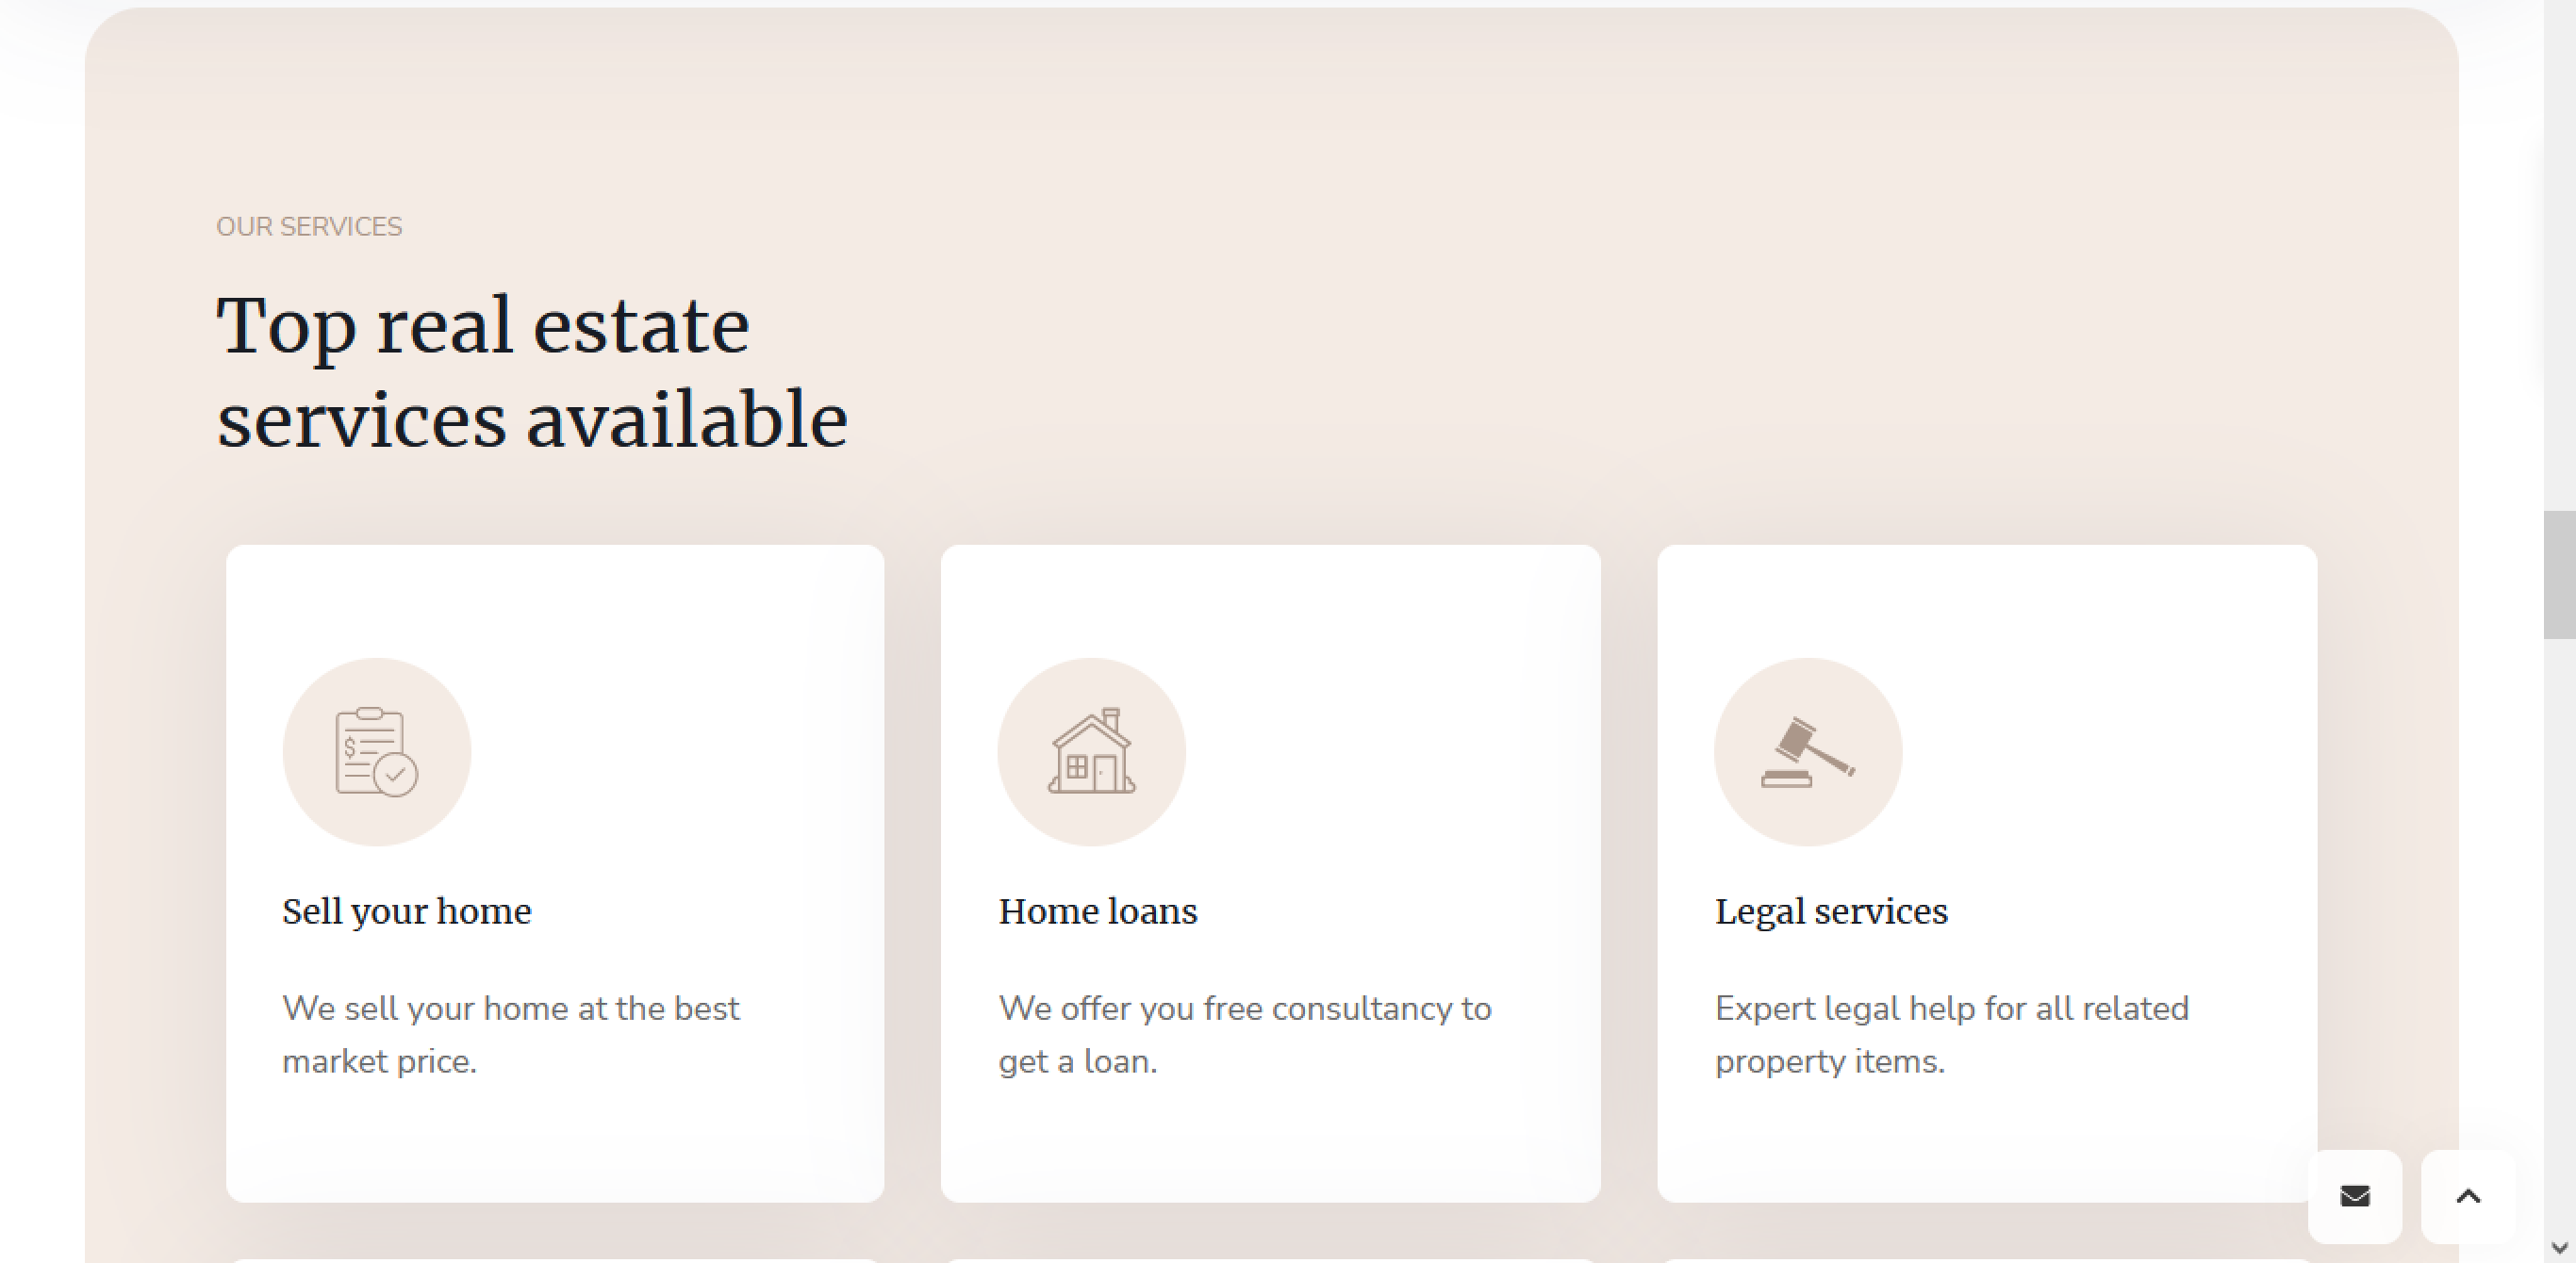 OUR SERVICES
Top real estate
services available
Sell your home
We sell your home at the best
market price.
Home loans
We offer you free consultancy to
get a loan.
Legal services
Expert legal help for all related
property items.